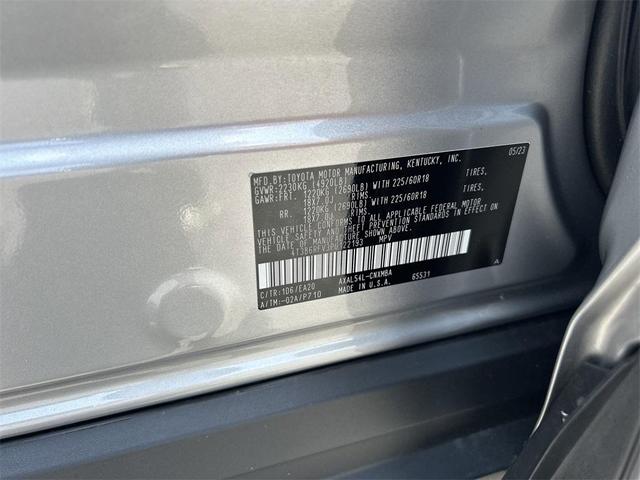 MFD.BY:TOYOTA MOTOR MANUFACTURING, KENTUCKY, INC. 05/23
GVWR:2230KG (4920LB)
GAWR:FRT. 1220KG (2690LB) WITH 225/60R18 TIRES,
18X7.0J RIMS
RR. 1220KG (2690LB) WITH 225/60R18 TIRES,
18X7.0J RIMS
THIS VEHICLE CONFORMS TO ALL APPLICABLE FEDERAL MOTOR
VEHICLE SAFETY AND THEFT PREVENTION STANDARDS IN EFFECT
ON THE DATE OF MANUFACTURE SHOWN ABOVE.
MPV
C/TR:1D6/EA20 AXAL54L-CNXMBA 65531
A/TM:-02A/P710 MADE IN U.S.A. A